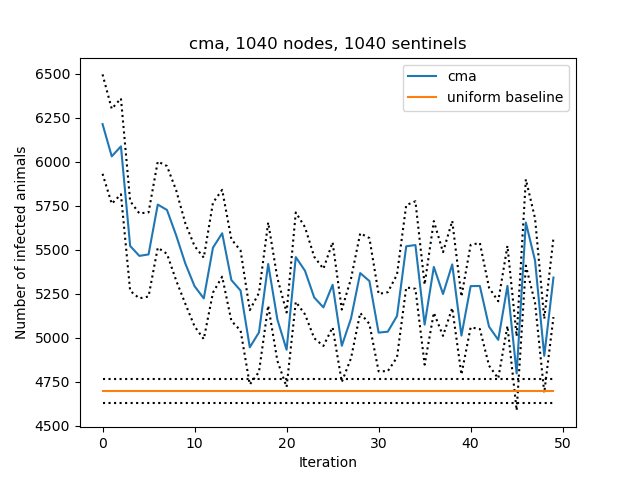 cma, 1040 nodes, 1040 sentinels
cma
uniform baseline
Number of infected animals
6500
6250
6000
5750
5500
5250
5000
4750
4500
0 10 20 30 40 50
Iteration